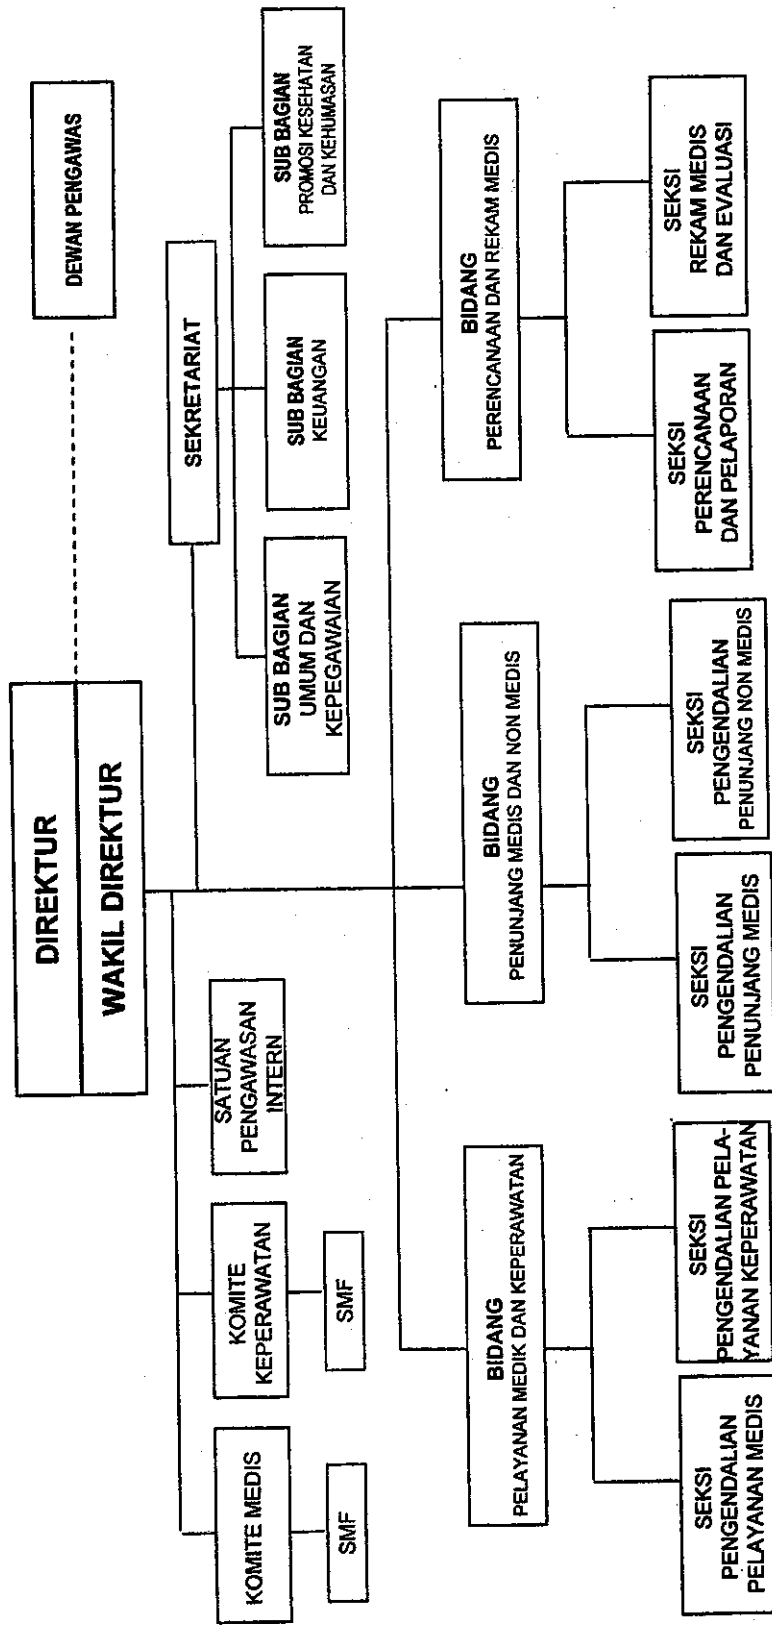 DIREKTUR
WAKIL DIREKTUR
DEWAN PENGAWAS
SEKRETARIAT
SUB BAGIAN
UMUM DAN
KEPEGAWAIAN
SUB BAGIAN
KEUANGAN
SUB BAGIAN
PROMOSI KESEHATAN
DAN KEHUMASAN
KOMITE MEDIS
SMF
KOMITE
KEPERAWATAN
SMF
SATUAN
PENGAWASAN
INTERN
BIDANG
PELAYANAN MEDIK DAN KEPERAWATAN
SEKSI
PENGENDALIAN
PELAYANAN MEDIS
SEKSI
PENGENDALIAN PELA-
YANAN KEPERAWATAN
BIDANG
PENUNJANG MEDIS DAN NON MEDIS
SEKSI
PENGENDALIAN
PENUNJANG MEDIS
SEKSI
PENGENDALIAN
PENUNJANG NON MEDIS
BIDANG
PERENCANAAN DAN REKAM MEDIS
SEKSI
PERENCANAAN
DAN PELAPORAN
SEKSI
REKAM MEDIS
DAN EVALUASI